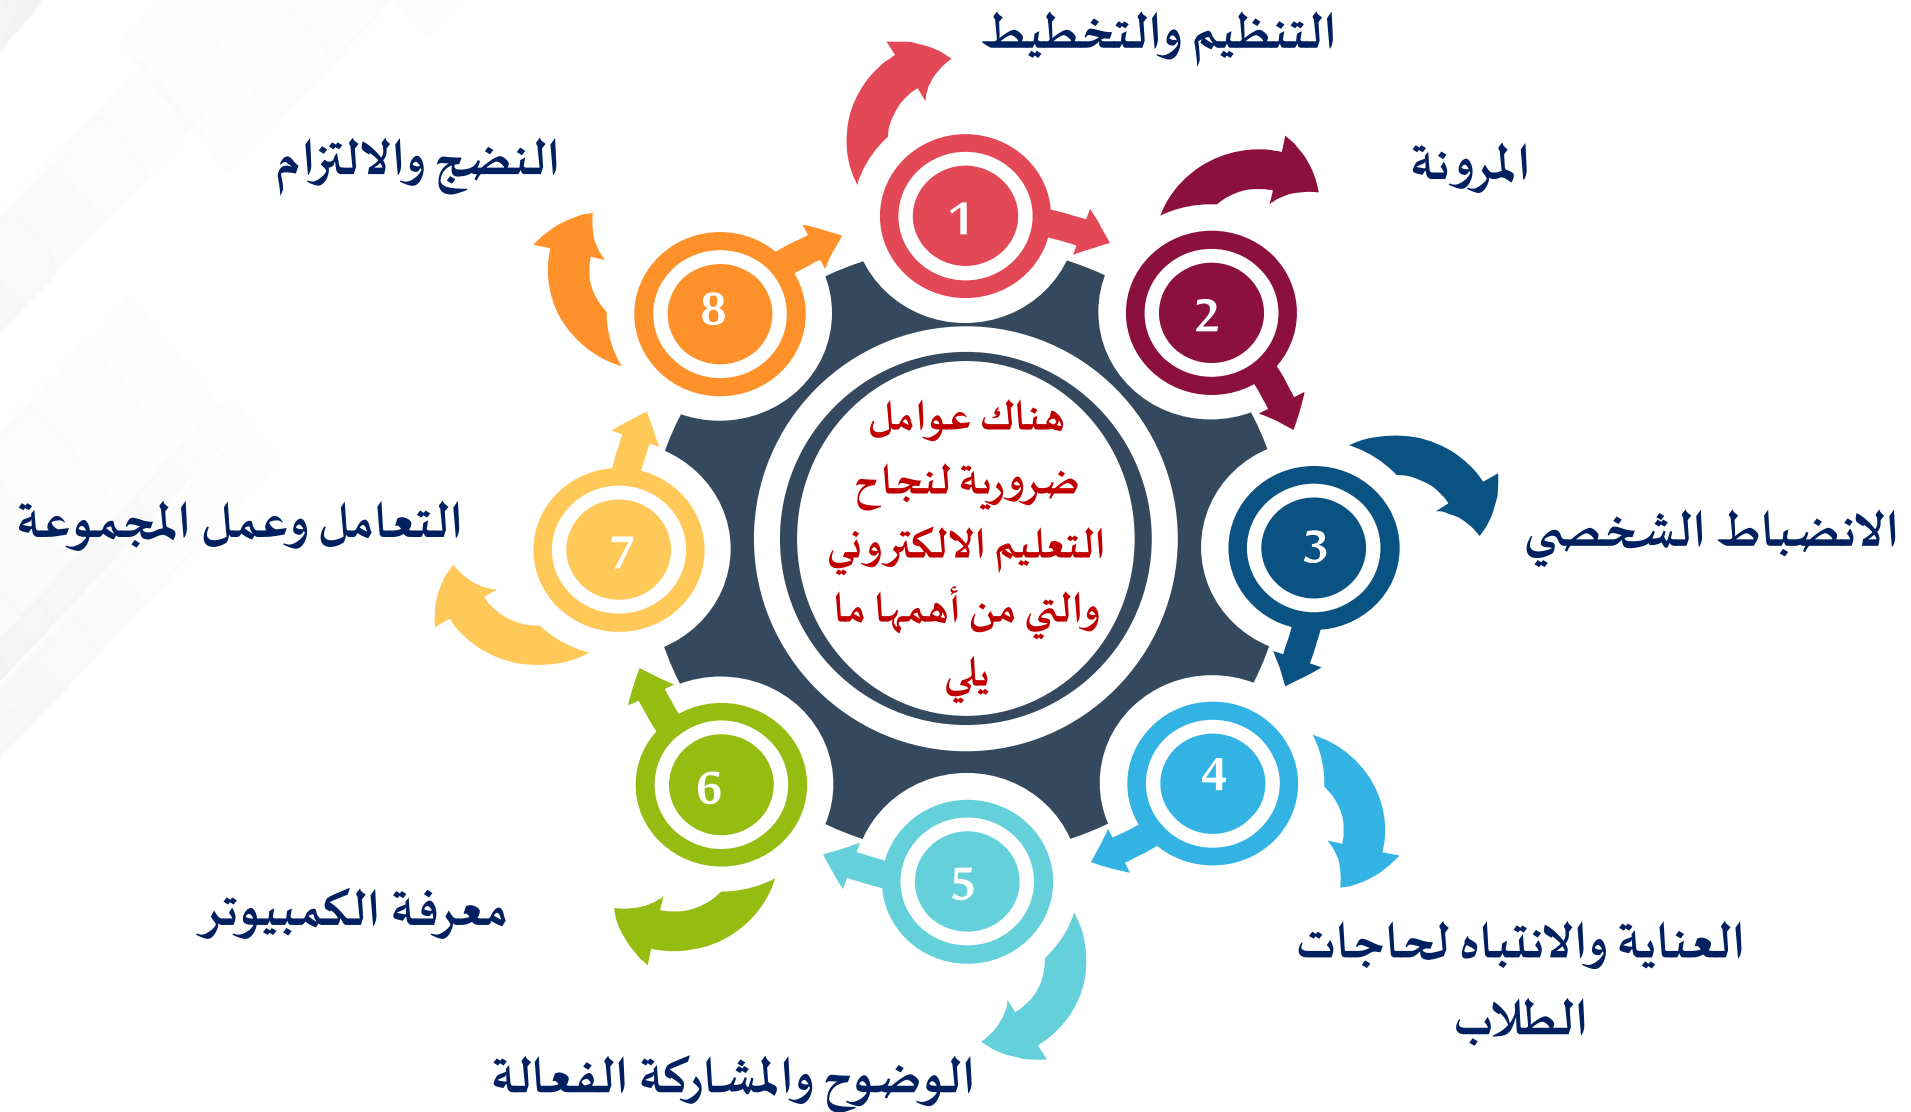 هناك عوامل
ضرورية لنجاح
التعليم الالكتروني
والتي من أهمها ما
يلي
1
التنظيم والتخطيط
2
المرونة
3
الانضباط الشخصي
4
العناية والانتباه لحاجات
الطلاب
5
الوضوح والمشاركة الفعالة
6
معرفة الكمبيوتر
7
التعامل وعمل المجموعة
8
النضج والالتزام